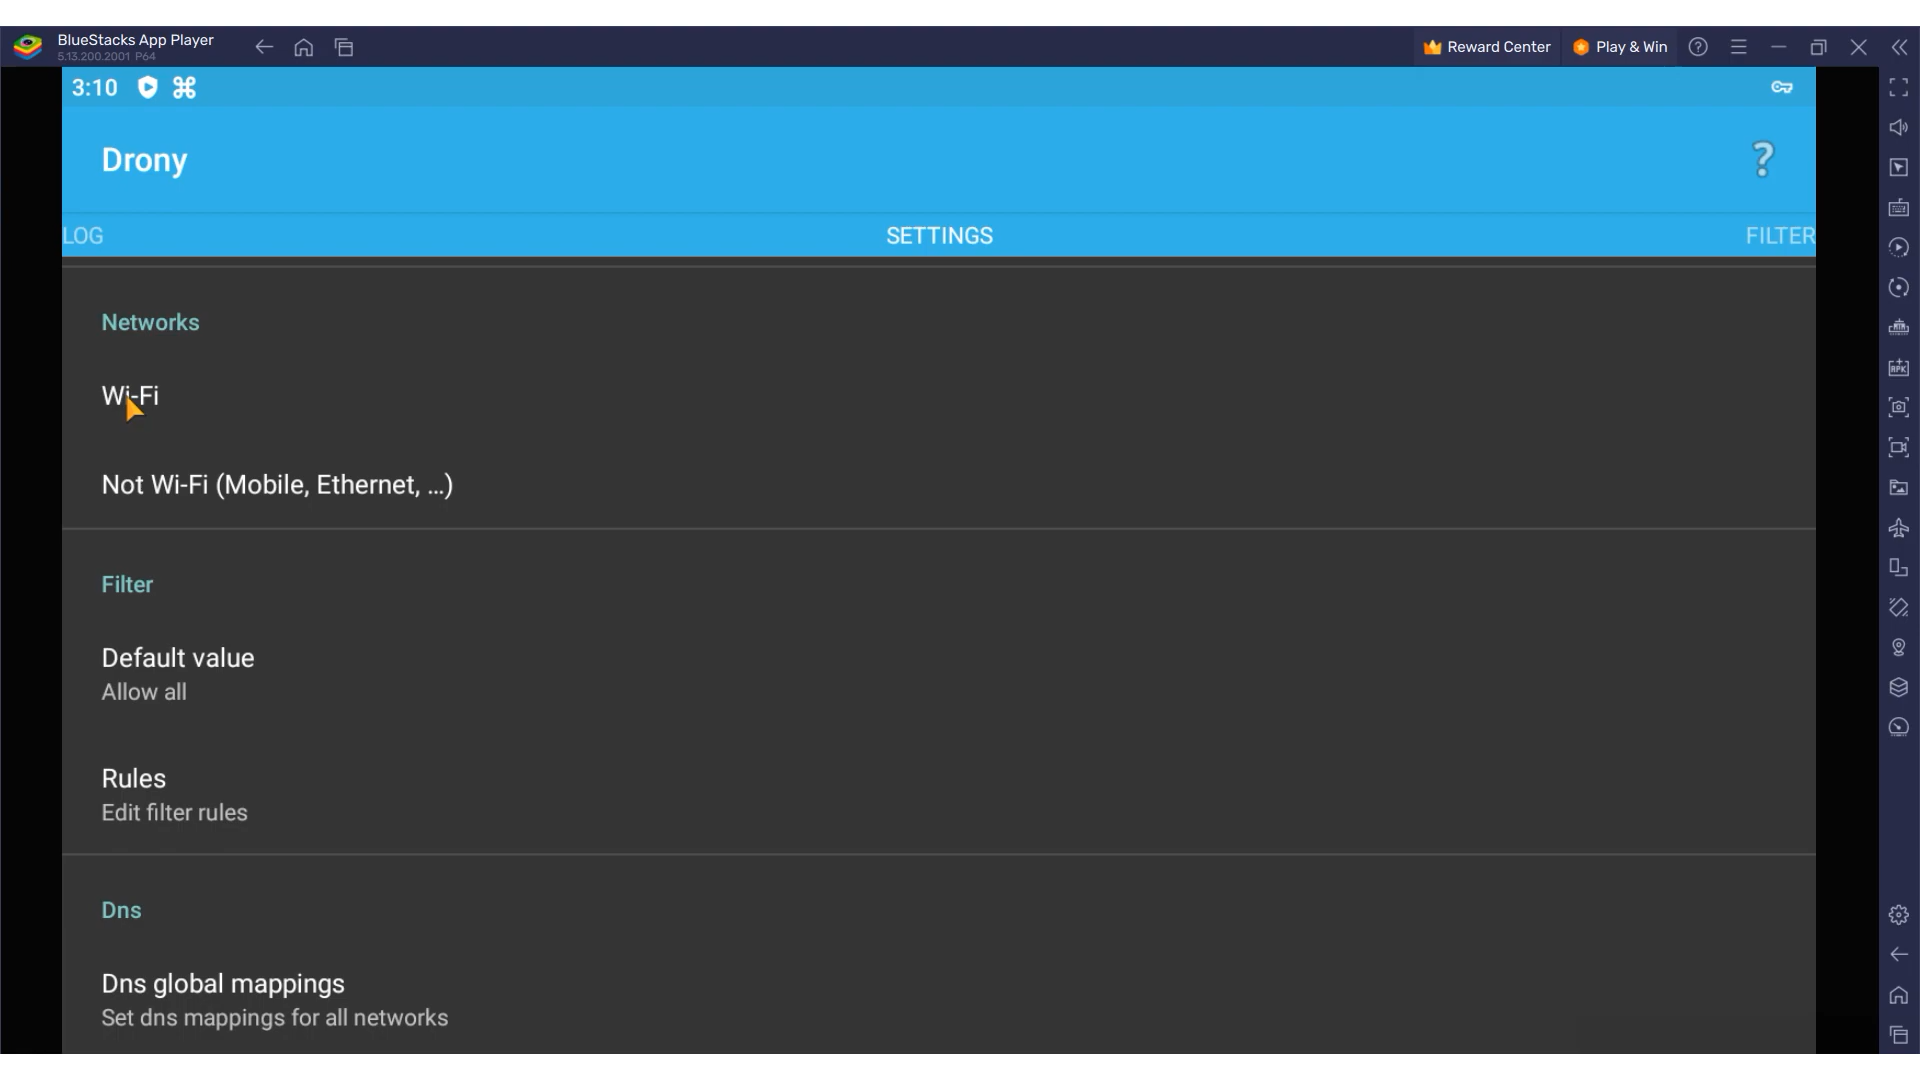 BlueStacks App Player
5.13.200.2001 P64
Reward Center
Play & Win
3:10
Drony
?
LOG
SETTINGS
FILTER
Networks
Wi-Fi
Not Wi-Fi (Mobile, Ethernet, ...)
Filter
Default value
Allow all
Rules
Edit filter rules
Dns
Dns global mappings
Set dns mappings for all networks